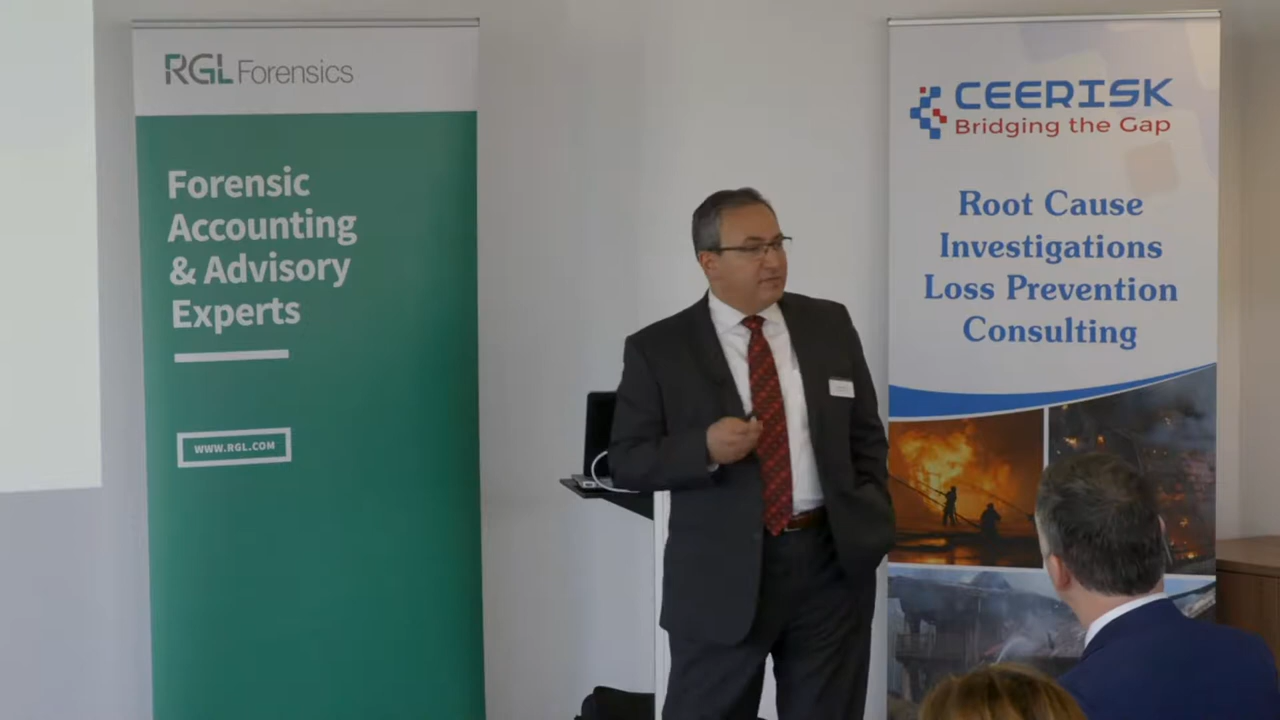 RGL Forensics
Forensic
Accounting
& Advisory
Experts
WWW.RGL.COM
CEERISK
Bridging the Gap
Root Cause
Investigations
Loss Prevention
Consulting